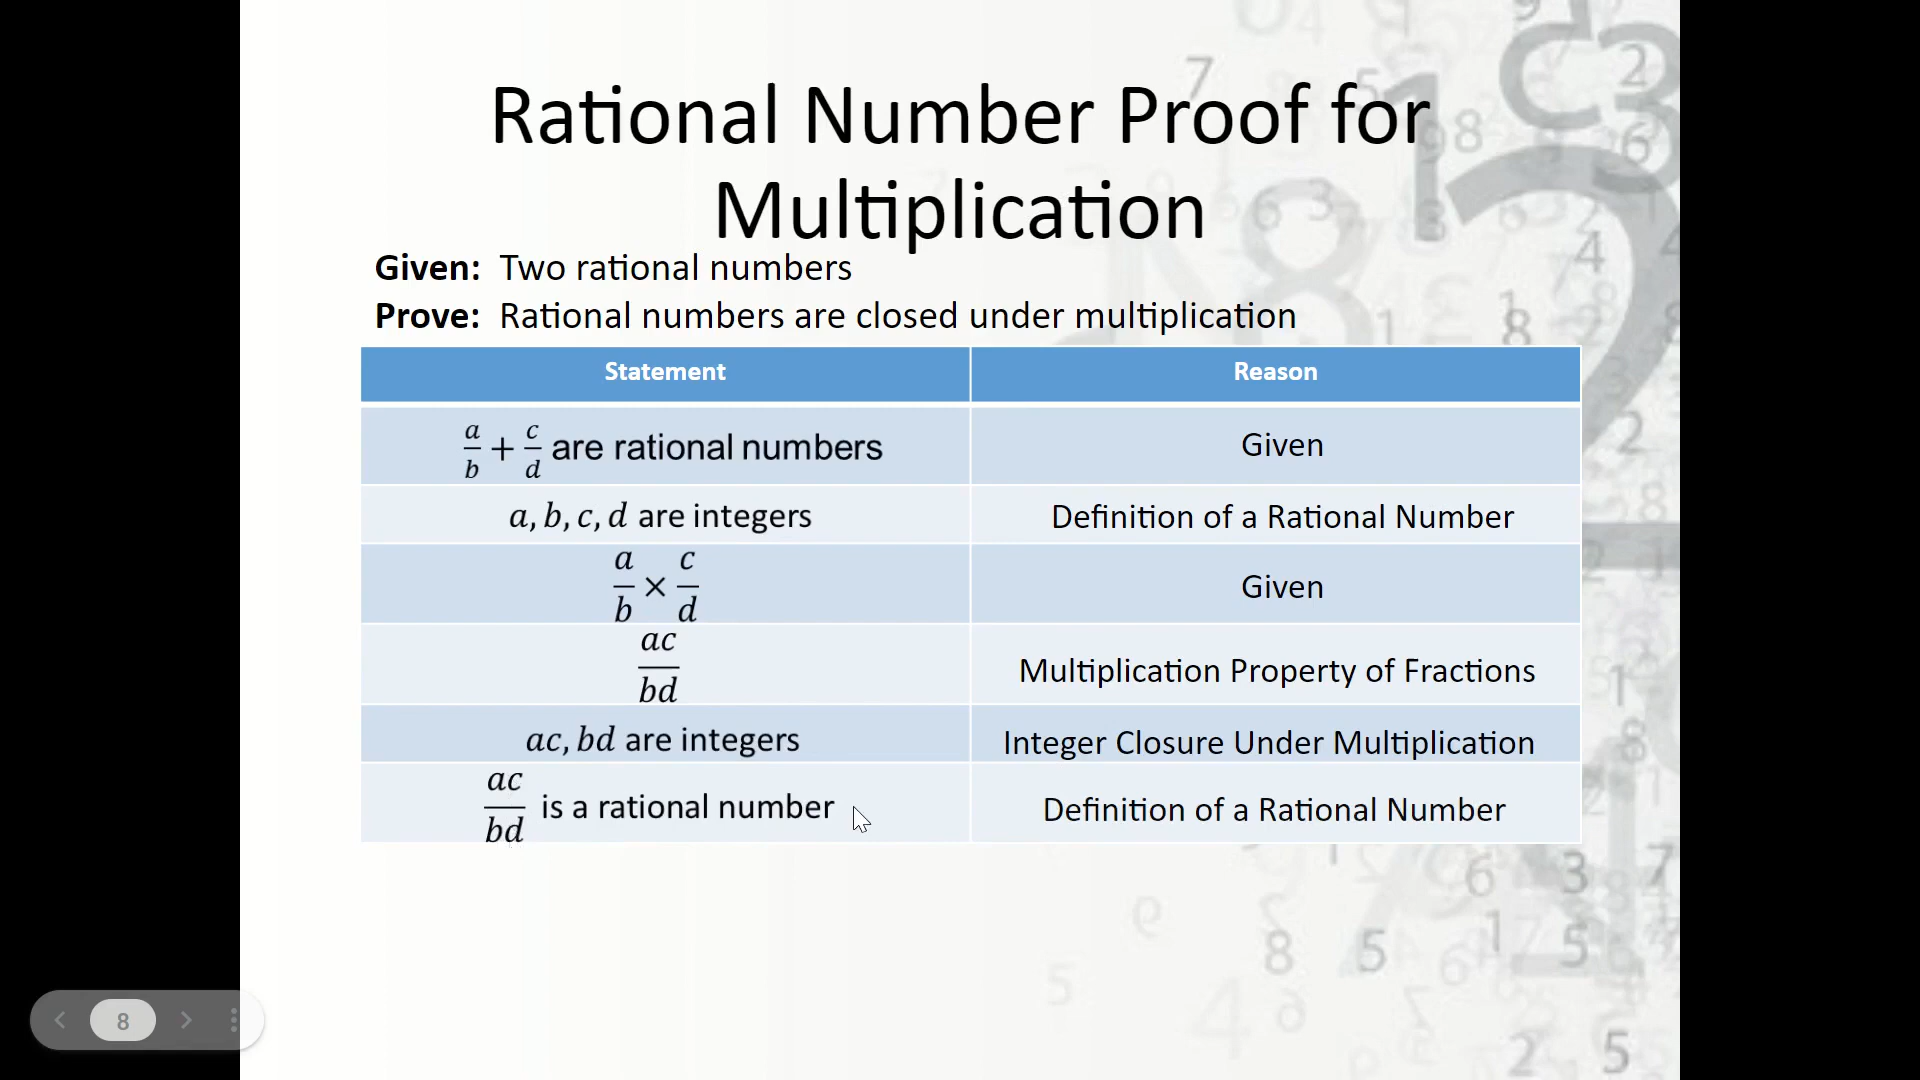 Rational Number Proof for
Multiplication
Given: Two rational numbers
Prove: Rational numbers are closed under multiplication
Statement Reason
a/b + c/d are rational numbers Given
a, b, c, d are integers Definition of a Rational Number
a/b × c/d Given
ac/bd Multiplication Property of Fractions
ac, bd are integers Integer Closure Under Multiplication
ac/bd is a rational number Definition of a Rational Number
8